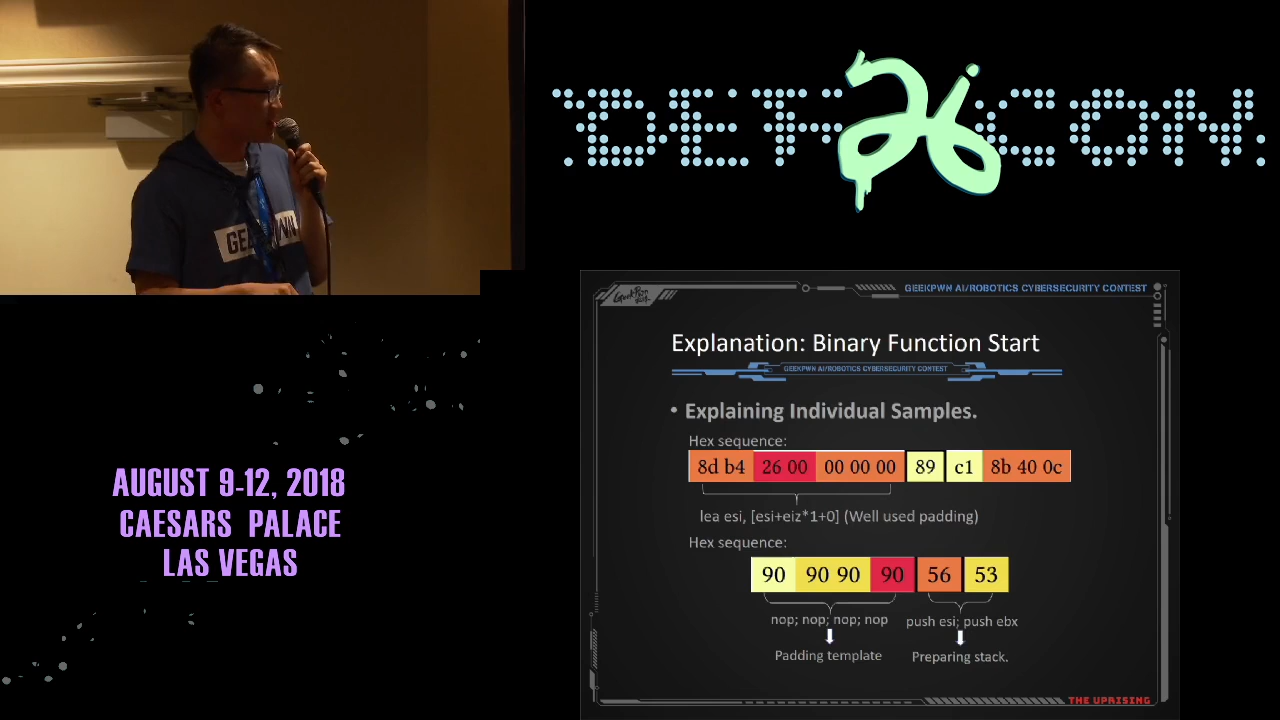 DEF CON
26
GEEKPWN
AUGUST 9-12, 2018
CAESARS PALACE
LAS VEGAS
GEEKPWN AI/ROBOTICS CYBERSECURITY CONTEST
Explanation: Binary Function Start
GEEKPWN AI/ROBOTICS CYBERSECURITY CONTEST
• Explaining Individual Samples.
Hex sequence:
8d b4 26 00 00 00 00 89 c1 8b 40 0c
lea esi, [esi+eiz*1+0] (Well used padding)
Hex sequence:
90 90 90 90 56 53
nop; nop; nop; nop push esi; push ebx
Padding template Preparing stack.
THE UPRISING